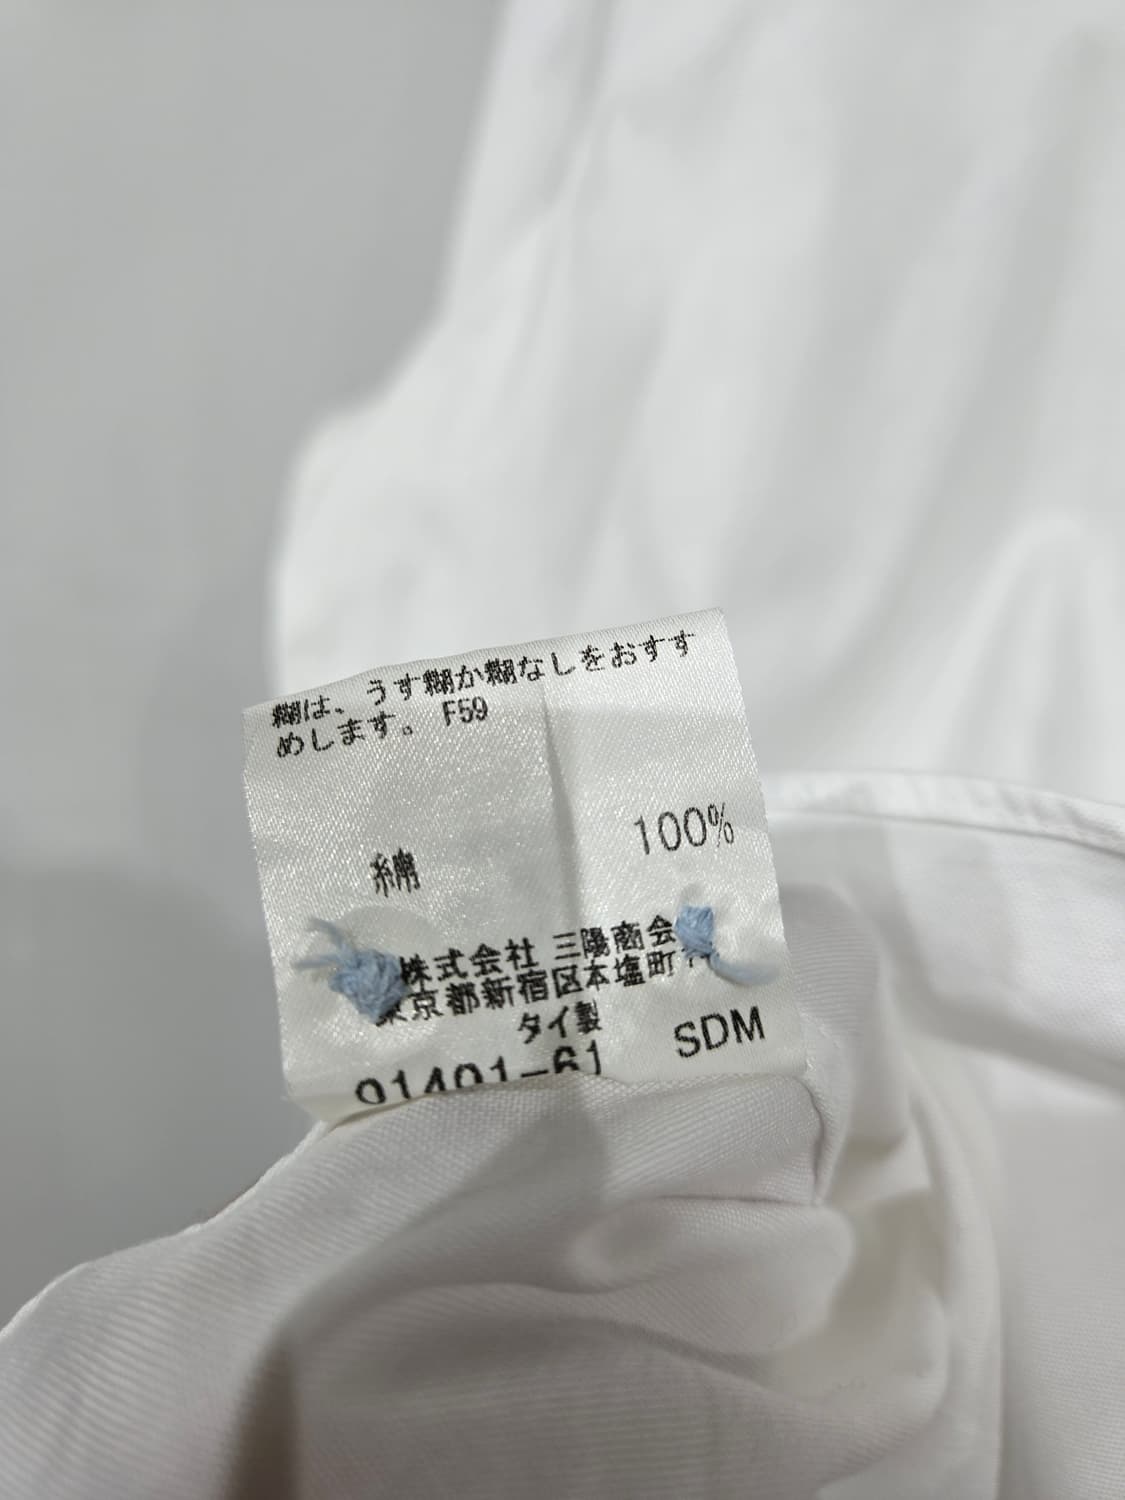 糊は、うす糊か糊なしをおすす
めします。 F59
綿 100%
株式会社 三陽商会
東京都新宿区本塩町
タイ製
SDM
91401-61